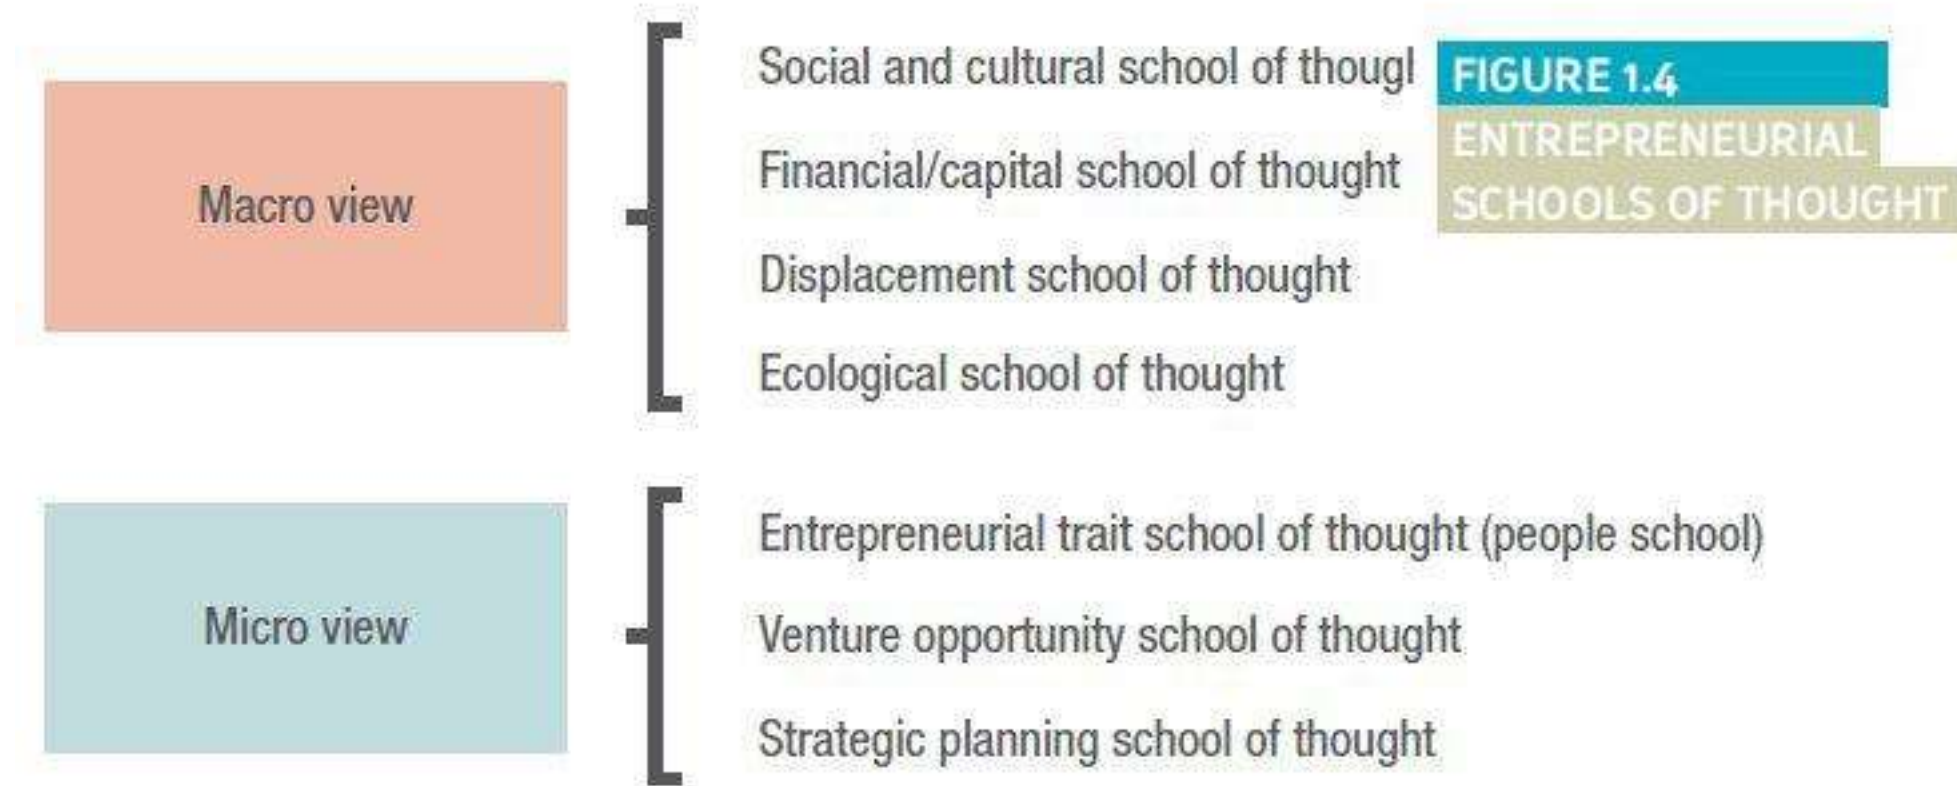 Macro view
Social and cultural school of thougl
Financial/capital school of thought
Displacement school of thought
Ecological school of thought
FIGURE 1.4
ENTREPRENEURIAL
SCHOOLS OF THOUGHT
Micro view
Entrepreneurial trait school of thought (people school)
Venture opportunity school of thought
Strategic planning school of thought